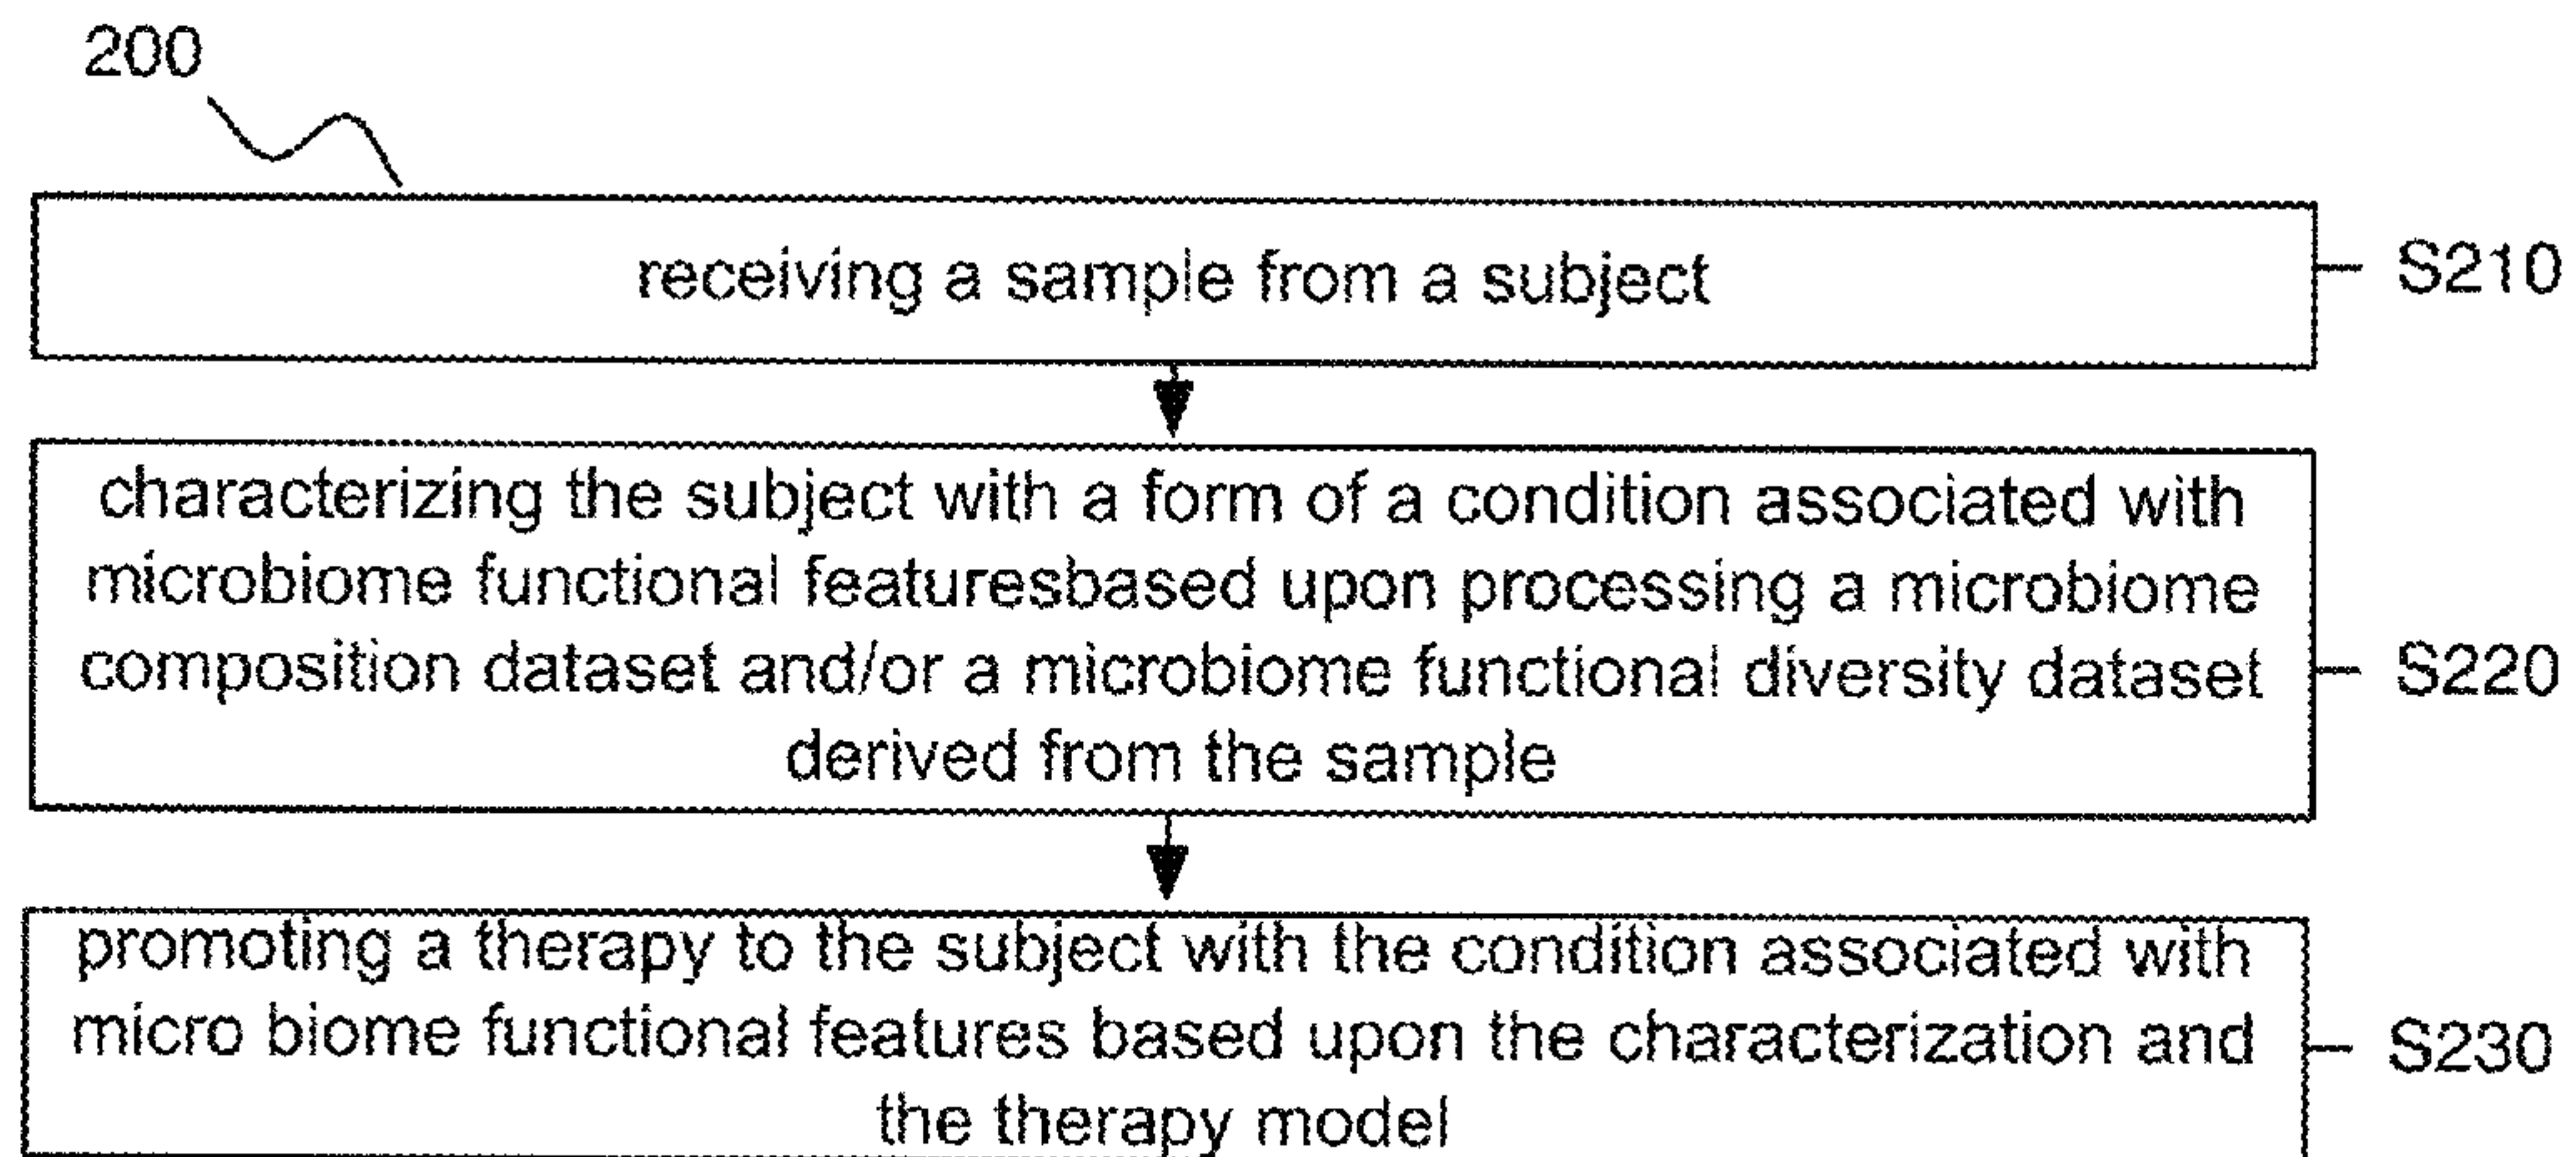 200
receiving a sample from a subject
S210
characterizing the subject with a form of a condition associated with
microbiome functional featuresbased upon processing a microbiome
composition dataset and/or a microbiome functional diversity dataset
derived from the sample
S220
promoting a therapy to the subject with the condition associated with
micro biome functional features based upon the characterization and
the therapy model
S230